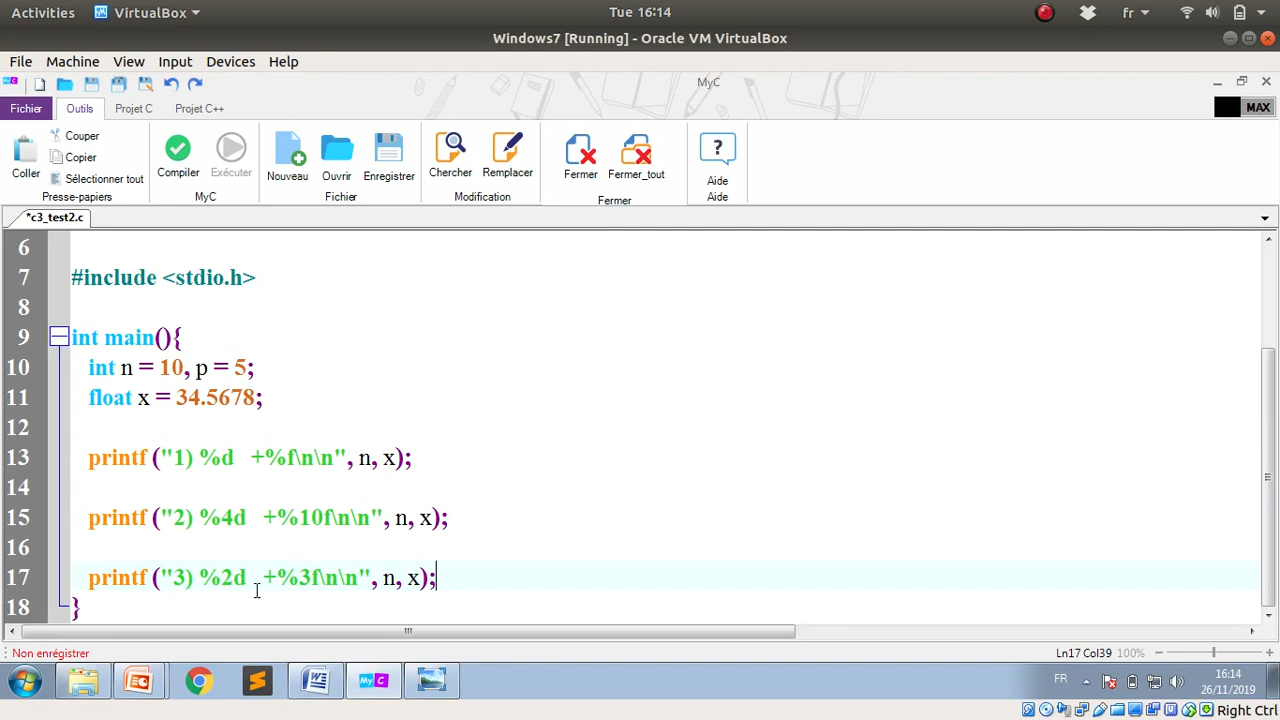 Activities VirtualBox Tue 16:14 fr
Windows7 [Running] - Oracle VM VirtualBox
File Machine View Input Devices Help
MyC
Fichier Outils Projet C Projet C++ MAX
Couper
Copier
Sélectionner tout
Coller
Compiler Exécuter Nouveau Ouvrir Enregistrer Chercher Remplacer Fermer Fermer_tout Aide
Presse-papiers MyC Fichier Modification Fermer Aide
*c3_test2.c
6
7 #include <stdio.h>
8
9 int main(){
10 int n = 10, p = 5;
11 float x = 34.5678;
12
13 printf ("1) %d   +%f\n\n", n, x);
14
15 printf ("2) %4d   +%10f\n\n", n, x);
16
17 printf ("3) %2d   +%3f\n\n", n, x);
18 }
Non enrégistrer Ln17 Col39 100%
FR 16:14
26/11/2019
Right Ctrl